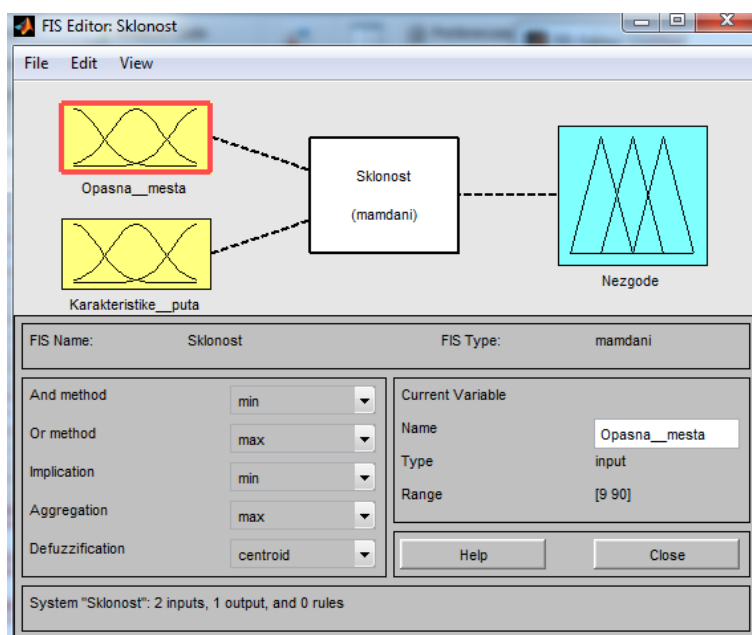 FIS Editor: Sklonost
File Edit View
Opasna__mesta
Sklonost
(mamdani)
Karakteristike__puta
Nezgode
FIS Name: Sklonost FIS Type: mamdani
And method min
Or method max
Implication min
Aggregation max
Defuzzification centroid
Current Variable
Name Opasna__mesta
Type input
Range [9 90]
Help Close
System "Sklonost": 2 inputs, 1 output, and 0 rules